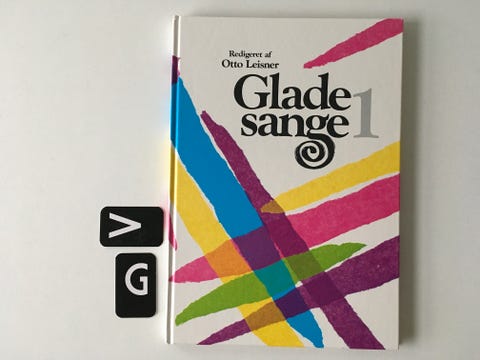 Redigeret af
Otto Leisner
Glade
sange 1
V
G